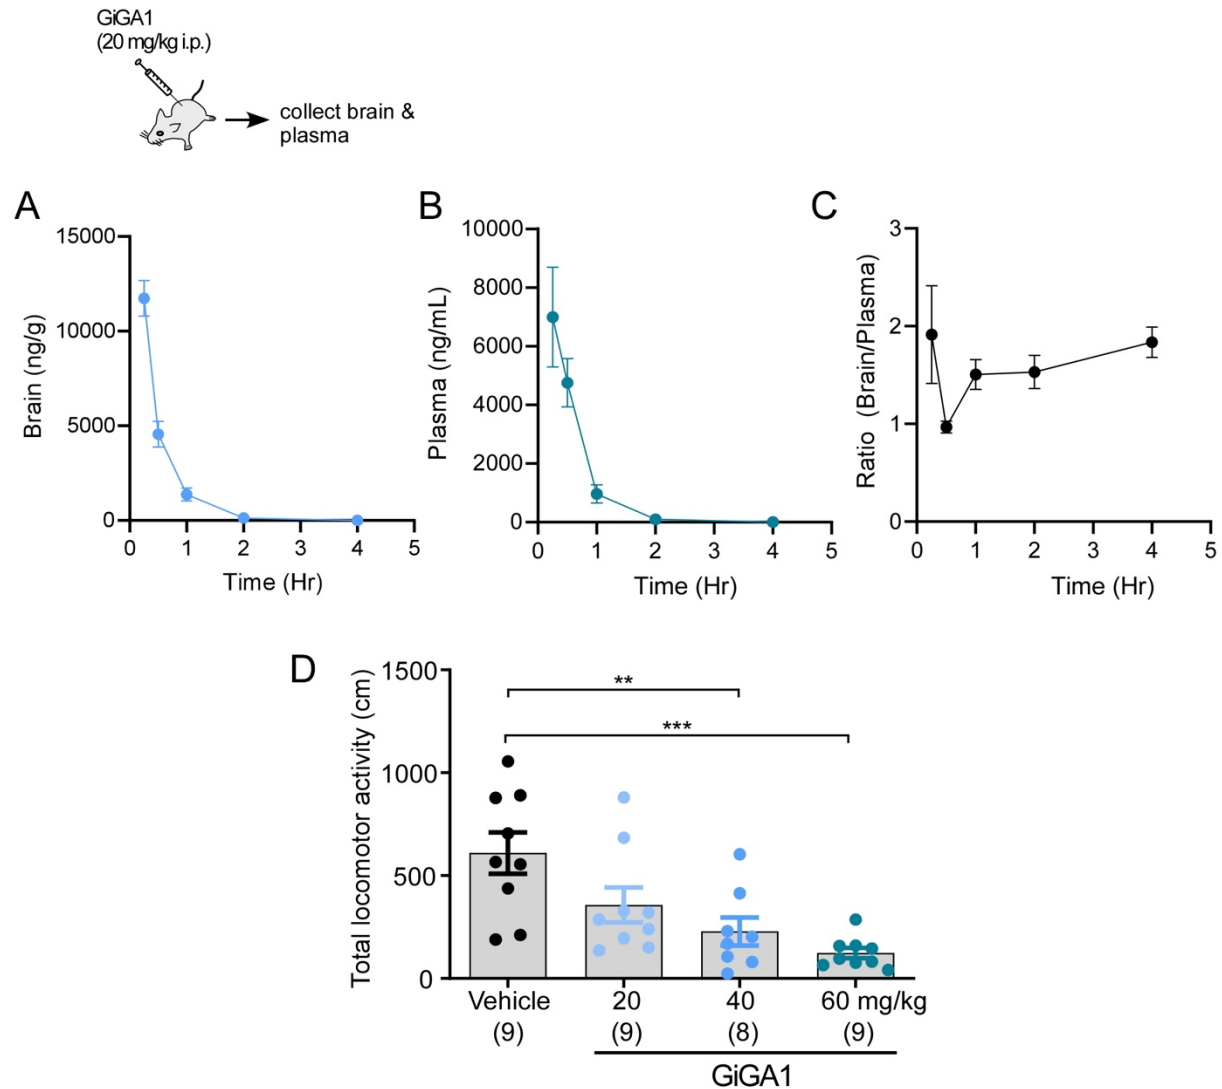 GiGA1
(20 mg/kg i.p.)
collect brain &
plasma
A
B
C
15000
10000
5000
0
Brain (ng/g)
0 1 2 3 4 5
Time (Hr)
10000
8000
6000
4000
2000
0
Plasma (ng/mL)
0 1 2 3 4 5
Time (Hr)
3
2
1
0
Ratio (Brain/Plasma)
0 1 2 3 4 5
Time (Hr)
D
1500
1000
500
0
Total locomotor activity (cm)
**
***
Vehicle 20 40 60 mg/kg
(9) (9) (8) (9)
GiGA1